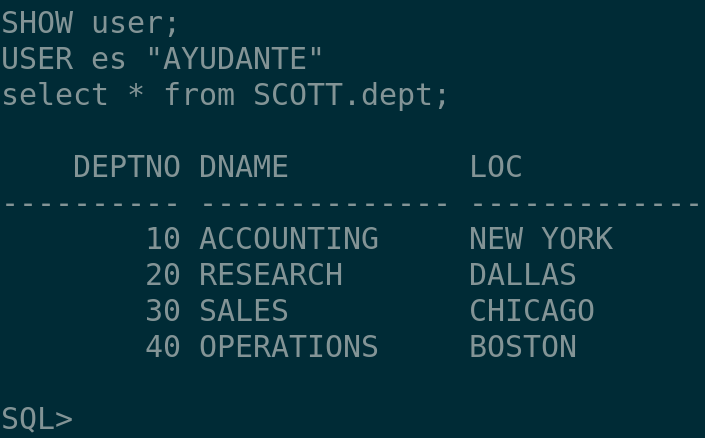 SHOW user;
USER es "AYUDANTE"
select * from SCOTT.dept;

    DEPTNO DNAME          LOC
---------- -------------- -------------
        10 ACCOUNTING     NEW YORK
        20 RESEARCH       DALLAS
        30 SALES          CHICAGO
        40 OPERATIONS     BOSTON

SQL>